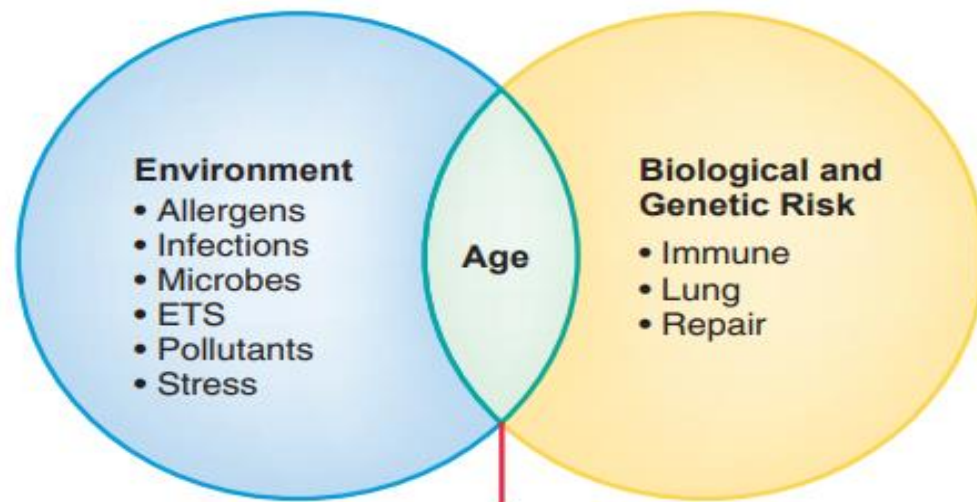 Environment
• Allergens
• Infections
• Microbes
• ETS
• Pollutants
• Stress
Age
Biological and
Genetic Risk
• Immune
• Lung
• Repair